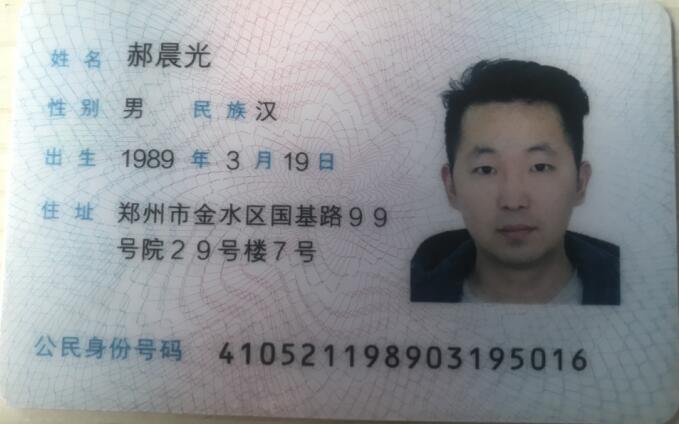 姓名 郝晨光
性别 男 民族 汉
出生 1989 年 3 月 19 日
住址 郑州市金水区国基路99
号院29号楼7号
公民身份号码 410521198903195016